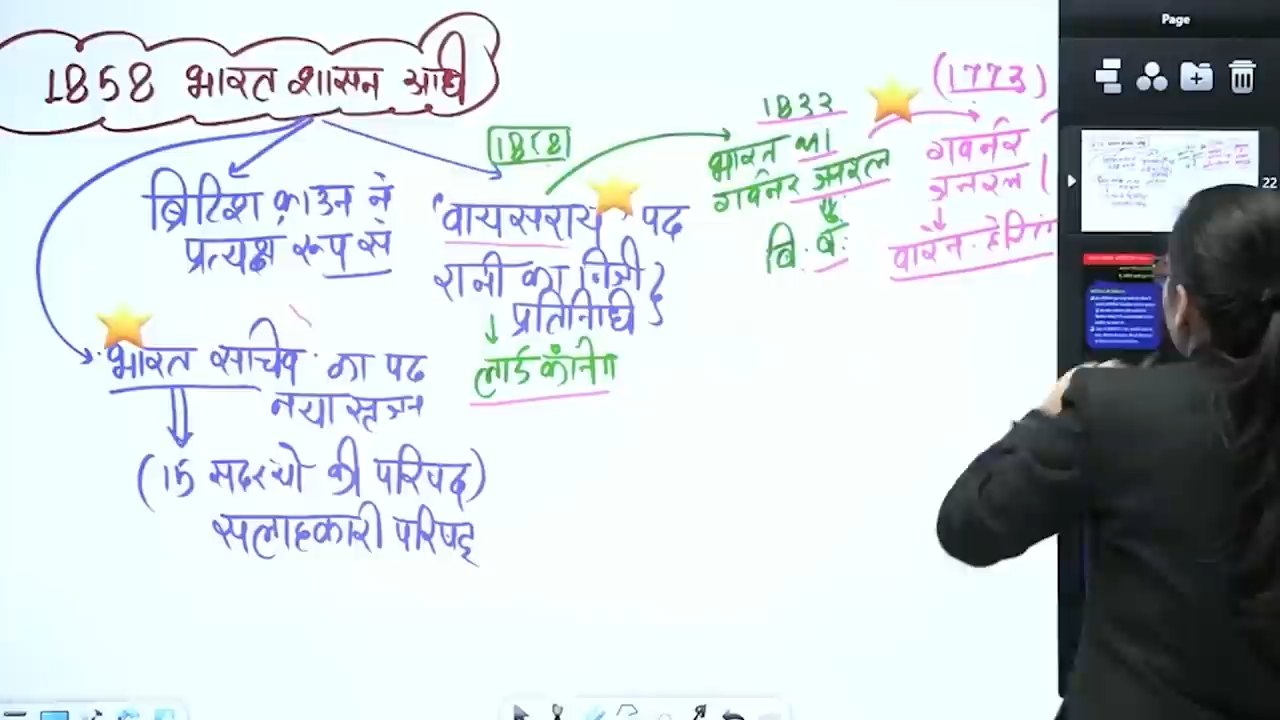 1858 भारत शासन अधि
ब्रिटिश क्राउन ने
प्रत्यक्ष रूप से
भारत सचिव का पद
नया सृजन
(15 सदस्यो की परिषद)
सलाहकारी परिषद
1858
"वायसराय" पद
रानी का निजी
प्रतिनिधि
लार्ड कैनिंग
1833
भारत का
गवर्नर जनरल
वि. बें.
(1773)
गवर्नर
जनरल (
वारेन हेस्टिं
Page
22